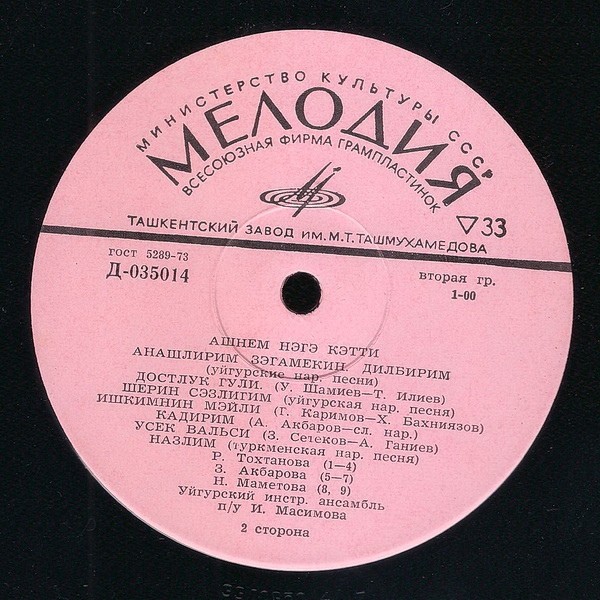 МИНИСТЕРСТВО КУЛЬТУРЫ СССР
МЕЛОДИЯ
ВСЕСОЮЗНАЯ ФИРМА ГРАМПЛАСТИНОК
▽33
ТАШКЕНТСКИЙ ЗАВОД ИМ. М.Т. ТАШМУХАМЕДОВА
ГОСТ 5289-73
Д-035014
вторая гр.
1-00
АШНЕМ НЭГЭ КЭТТИ
АНАШЛИРИМ ЗЭГАМЕКИН. ДИЛБИРИМ
(уйгурские нар. песни)
ДОСТЛУК ГУЛИ. (У. Шамиев—Т. Илиев)
ШЕРИН СЭЗЛИГИМ (уйгурская нар. песня)
ИШКИМНИН МЭЙЛИ (Г. Каримов—Х. Бахниязов)
КАДИРИМ (А. Акбаров—сл. нар.)
УСЕК ВАЛЬСИ (З. Сетеков—А. Ганиев)
НАЗЛИМ (туркменская нар. песня)
Р. Тохтанова (1—4)
З. Акбарова (5—7)
Н. Маметова (8, 9)
Уйгурский инстр. ансамбль
п/у И. Масимова
2 сторона